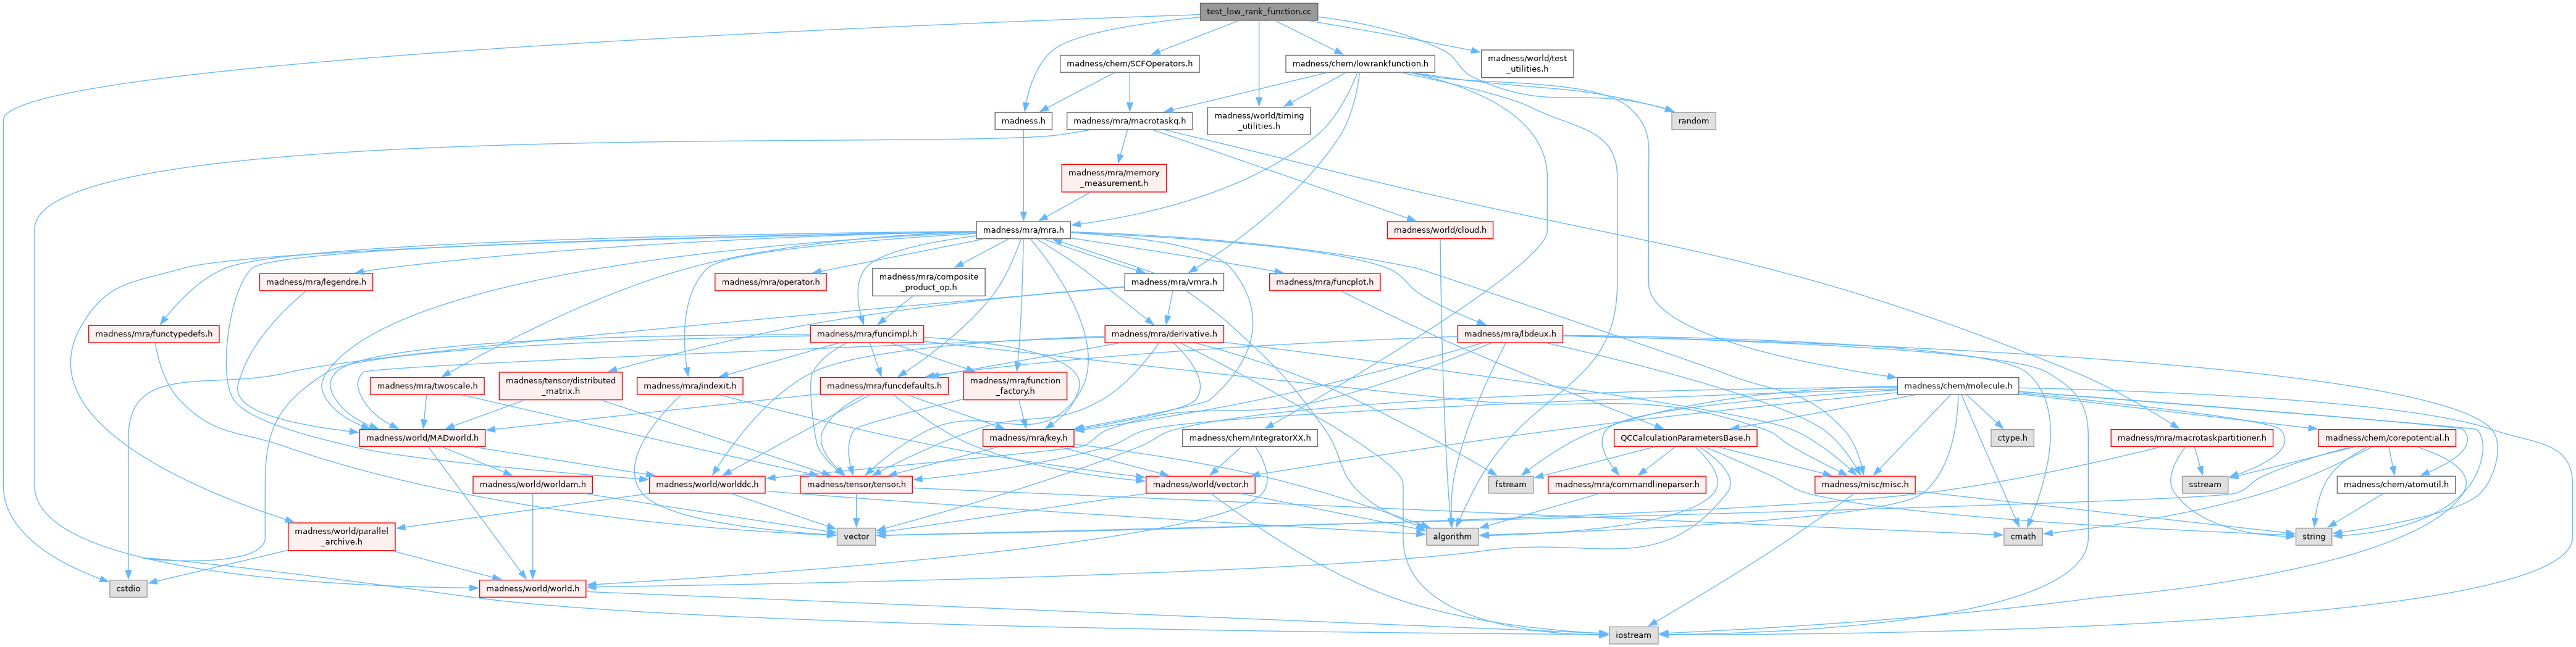 test_low_rank_function.cc
madness/chem/SCFOperators.h
madness/chem/lowrankfunction.h
madness/world/test
_utilities.h
madness.h
madness/mra/macrotaskq.h
madness/world/timing
_utilities.h
random
madness/mra/memory
_measurement.h
madness/mra/mra.h
madness/world/cloud.h
madness/mra/legendre.h
madness/mra/operator.h
madness/mra/composite
_product_op.h
madness/mra/vmra.h
madness/mra/funcplot.h
madness/mra/functypedefs.h
madness/mra/funcimpl.h
madness/mra/derivative.h
madness/mra/lbdeux.h
madness/mra/twoscale.h
madness/tensor/distributed
_matrix.h
madness/mra/indexit.h
madness/mra/funcdefaults.h
madness/mra/function
_factory.h
madness/chem/molecule.h
madness/world/MADworld.h
madness/mra/key.h
madness/chem/IntegratorXX.h
QCCalculationParametersBase.h
ctype.h
madness/mra/macrotaskpartitioner.h
madness/chem/corepotential.h
madness/world/worldam.h
madness/world/worlddc.h
madness/tensor/tensor.h
madness/world/vector.h
fstream
madness/mra/commandlineparser.h
madness/misc/misc.h
sstream
madness/chem/atomutil.h
madness/world/parallel
_archive.h
vector
algorithm
cmath
string
cstdio
madness/world/world.h
iostream